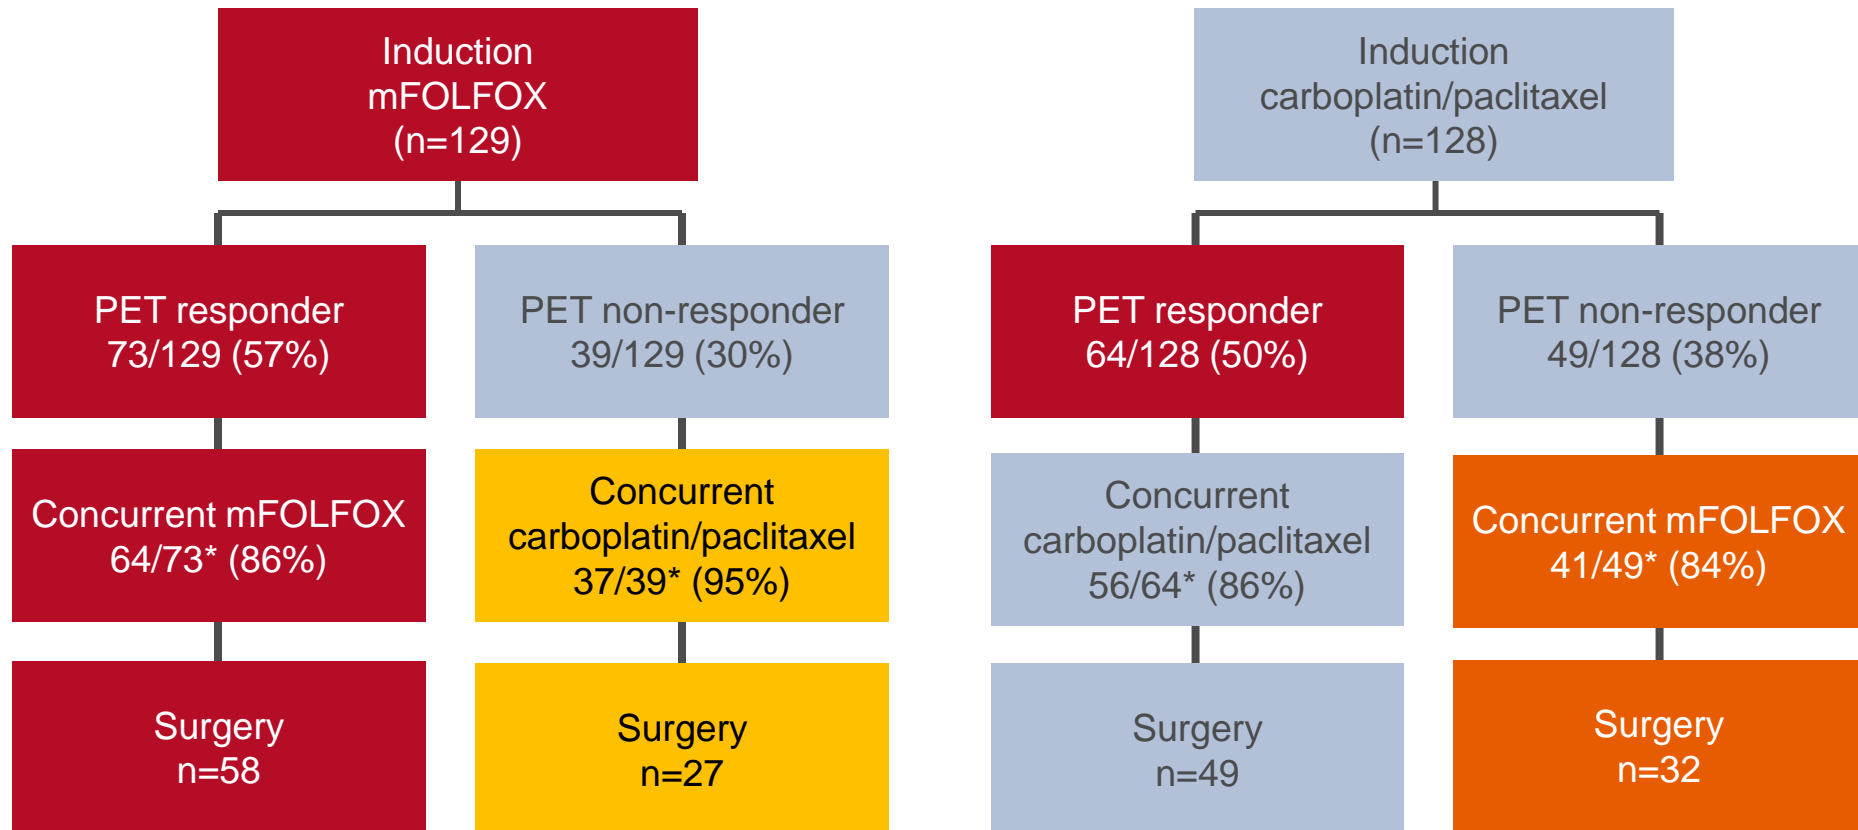 Induction
mFOLFOX
(n=129)
Induction
carboplatin/paclitaxel
(n=128)
PET responder
73/129 (57%)
PET non-responder
39/129 (30%)
PET responder
64/128 (50%)
PET non-responder
49/128 (38%)
Concurrent mFOLFOX
64/73* (86%)
Concurrent
carboplatin/paclitaxel
37/39* (95%)
Concurrent
carboplatin/paclitaxel
56/64* (86%)
Concurrent mFOLFOX
41/49* (84%)
Surgery
n=58
Surgery
n=27
Surgery
n=49
Surgery
n=32